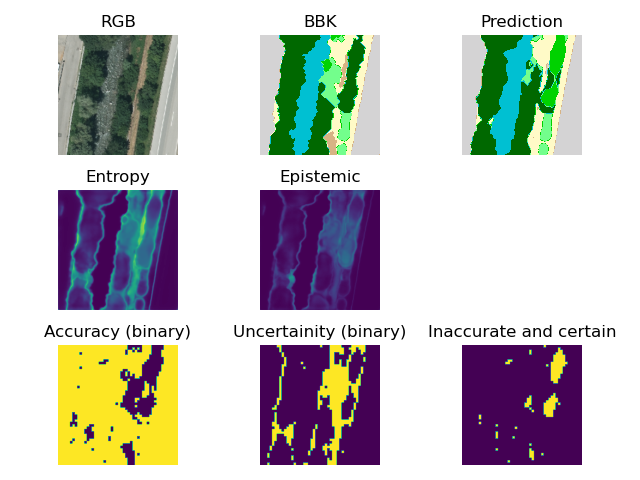 RGB
BBK
Prediction
Entropy
Epistemic
Accuracy (binary)
Uncertainity (binary)
Inaccurate and certain